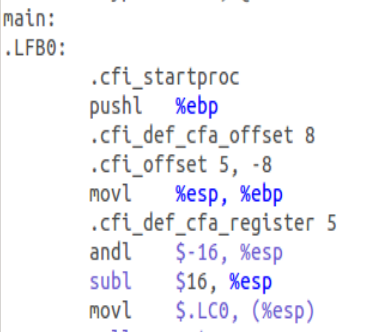 main:
.LFB0:
.cfi_startproc
pushl %ebp
.cfi_def_cfa_offset 8
.cfi_offset 5, -8
movl %esp, %ebp
.cfi_def_cfa_register 5
andl $-16, %esp
subl $16, %esp
movl $.LC0, (%esp)